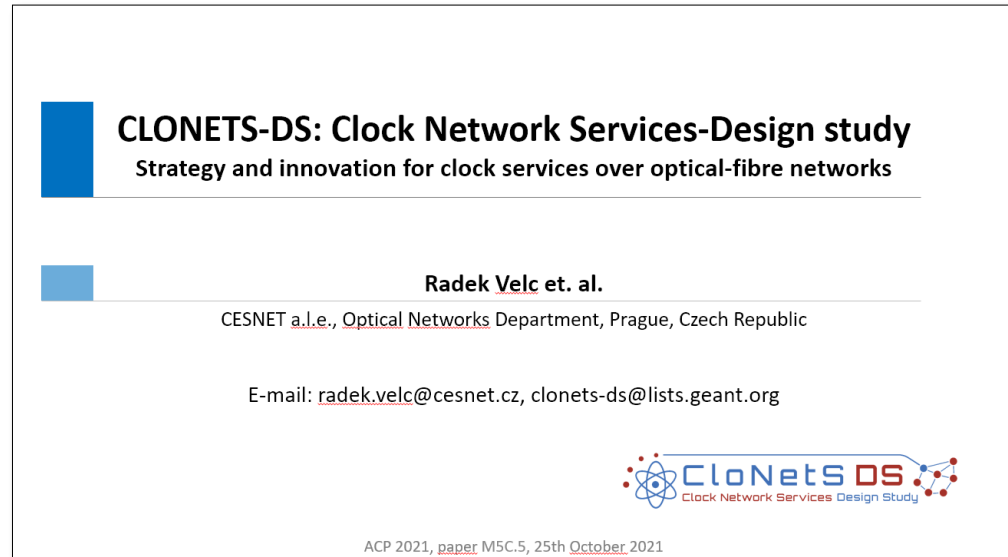 CLONETS-DS: Clock Network Services-Design study
Strategy and innovation for clock services over optical-fibre networks
Radek Velc et. al.
CESNET a.l.e., Optical Networks Department, Prague, Czech Republic
E-mail: radek.velc@cesnet.cz, clonets-ds@lists.geant.org
CloNetS DS
Clock Network Services Design Study
ACP 2021, paper M5C.5, 25th October 2021